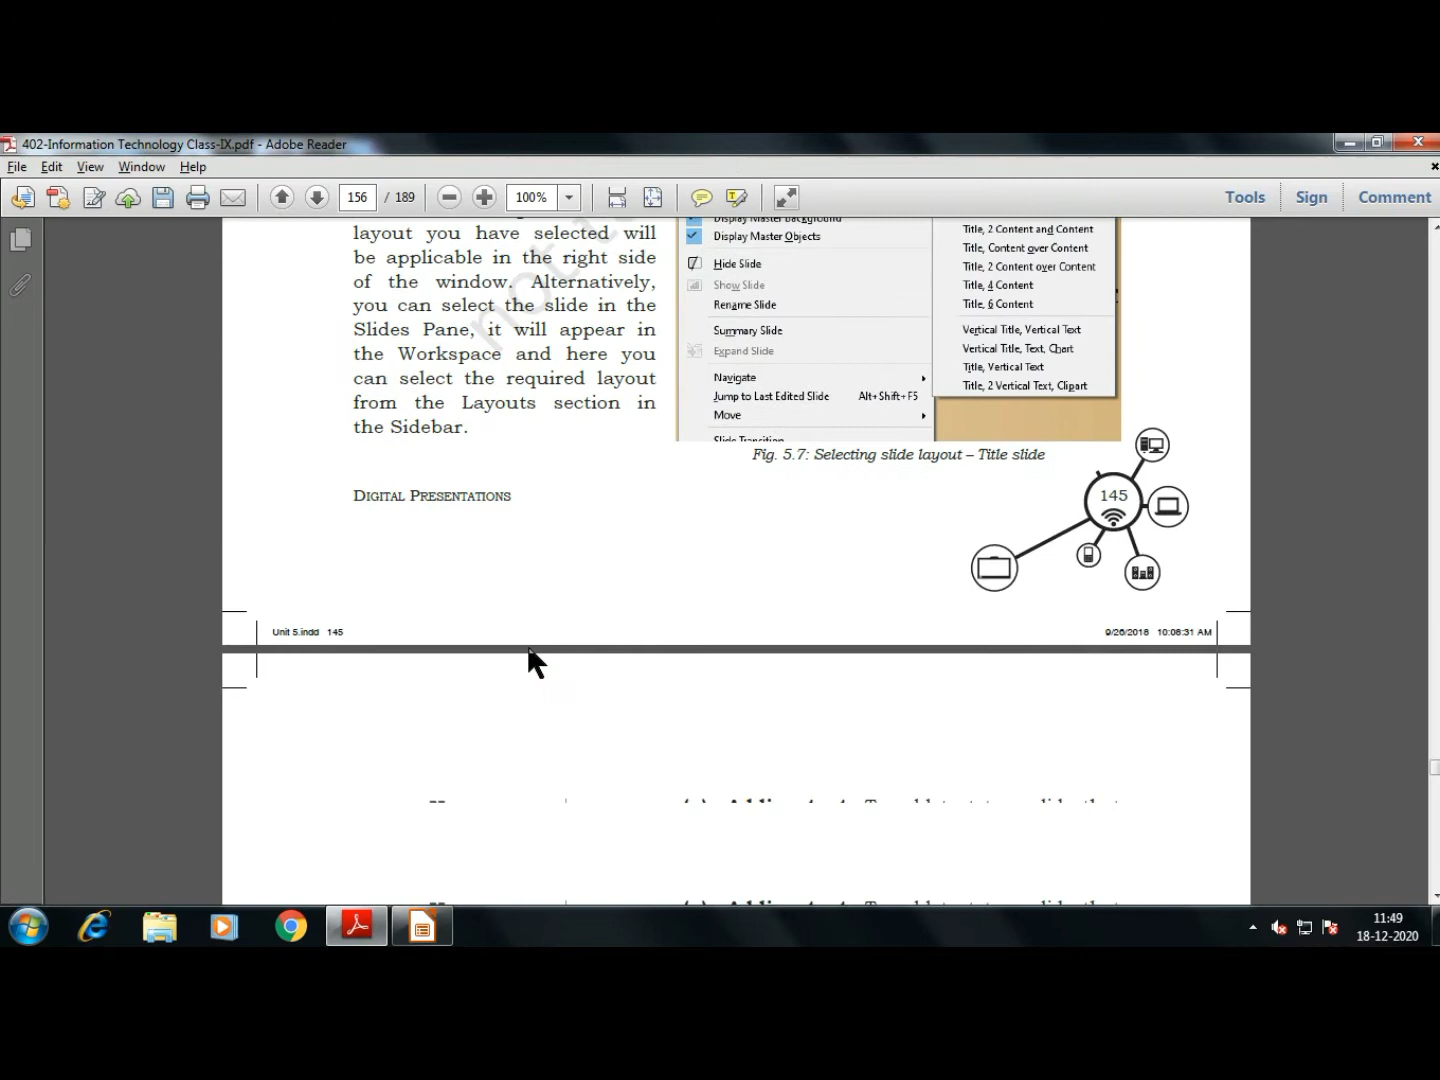 402-Information Technology Class-IX.pdf - Adobe Reader
File Edit View Window Help
156 / 189 100% Tools Sign Comment
layout you have selected will
be applicable in the right side
of the window. Alternatively,
you can select the slide in the
Slides Pane, it will appear in
the Workspace and here you
can select the required layout
from the Layouts section in
the Sidebar.
not
Display Master Background
Display Master Objects
Hide Slide
Show Slide
Rename Slide
Summary Slide
Expand Slide
Navigate
Jump to Last Edited Slide Alt+Shift+F5
Move
Slide Transition
Title, 2 Content and Content
Title, Content over Content
Title, 2 Content over Content
Title, 4 Content
Title, 6 Content
Vertical Title, Vertical Text
Vertical Title, Text, Chart
Title, Vertical Text
Title, 2 Vertical Text, Clipart
Fig. 5.7: Selecting slide layout – Title slide
DIGITAL PRESENTATIONS
145
Unit 5.indd 145 9/26/2018 10:08:31 AM
11:49
18-12-2020